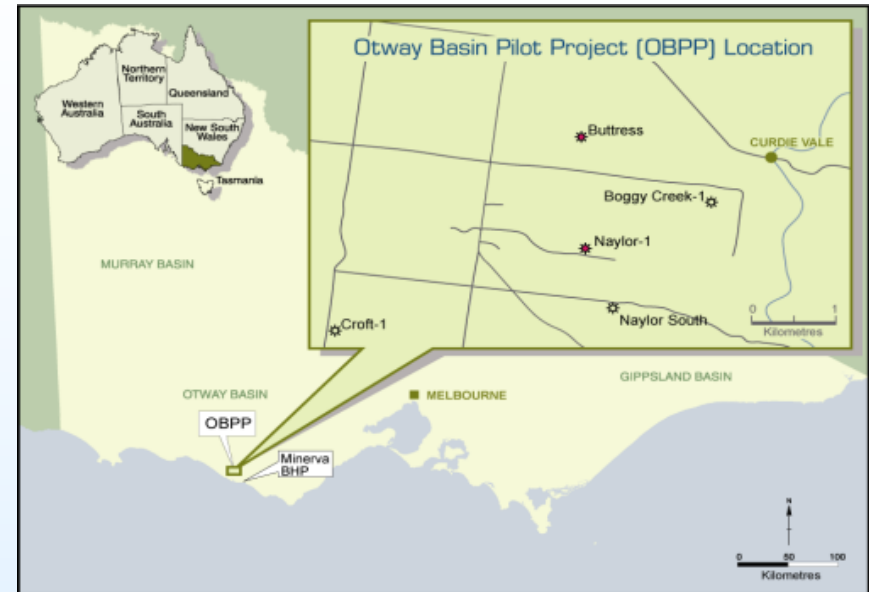 Otway Basin Pilot Project (OBPP) Location
Northern
Territory
Queensland
Western
Australia
South
Australia
New South
Wales
Tasmania
Buttress
CURDIE VALE
Boggy Creek-1
Naylor-1
Naylor South
Croft-1
0 1
Kilometres
MURRAY BASIN
OTWAY BASIN
MELBOURNE
GIPPSLAND BASIN
OBPP
Minerva
BHP
N
0 50 100
Kilometres